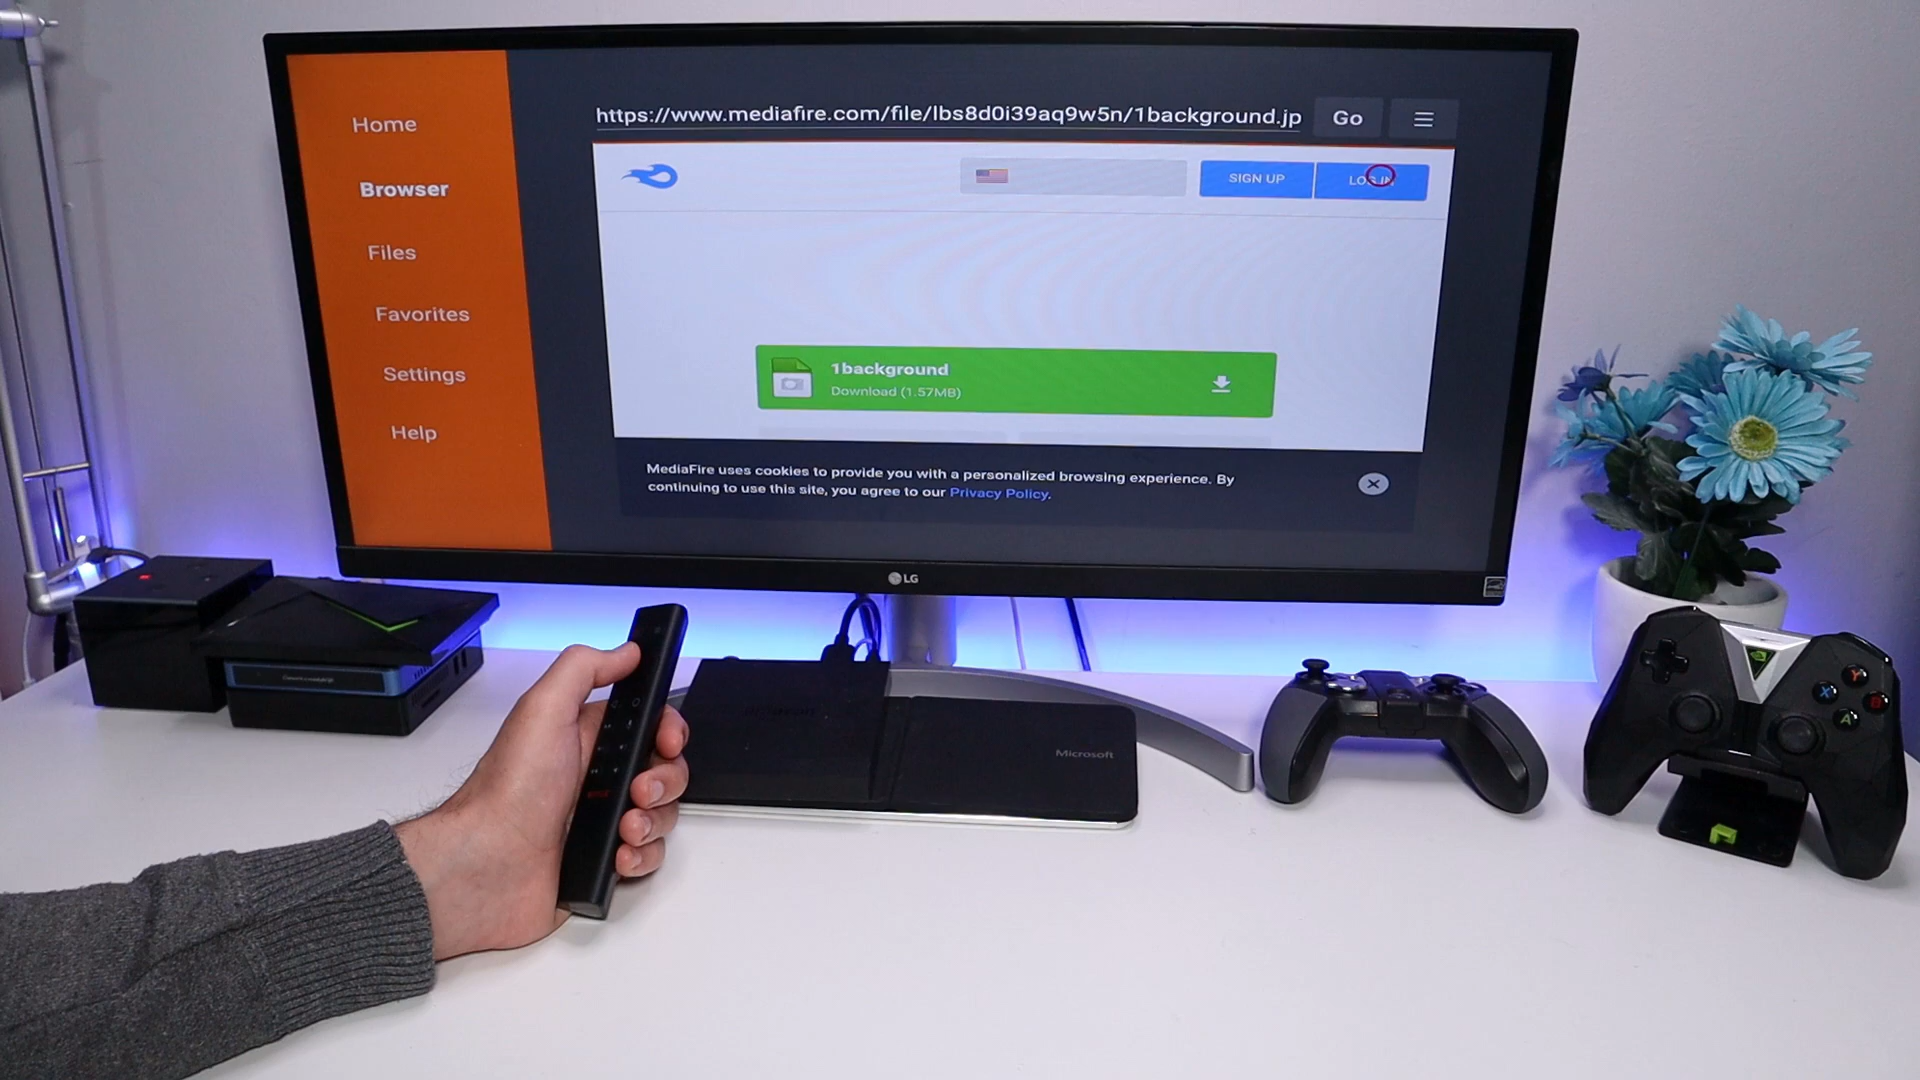 Home
Browser
Files
Favorites
Settings
Help
https://www.mediafire.com/file/lbs8d0i39aq9w5n/1background.jp
Go
SIGN UP
LOG IN
1background
Download (1.57MB)
MediaFire uses cookies to provide you with a personalized browsing experience. By
continuing to use this site, you agree to our Privacy Policy.
LG
Microsoft
Y
X
B
A